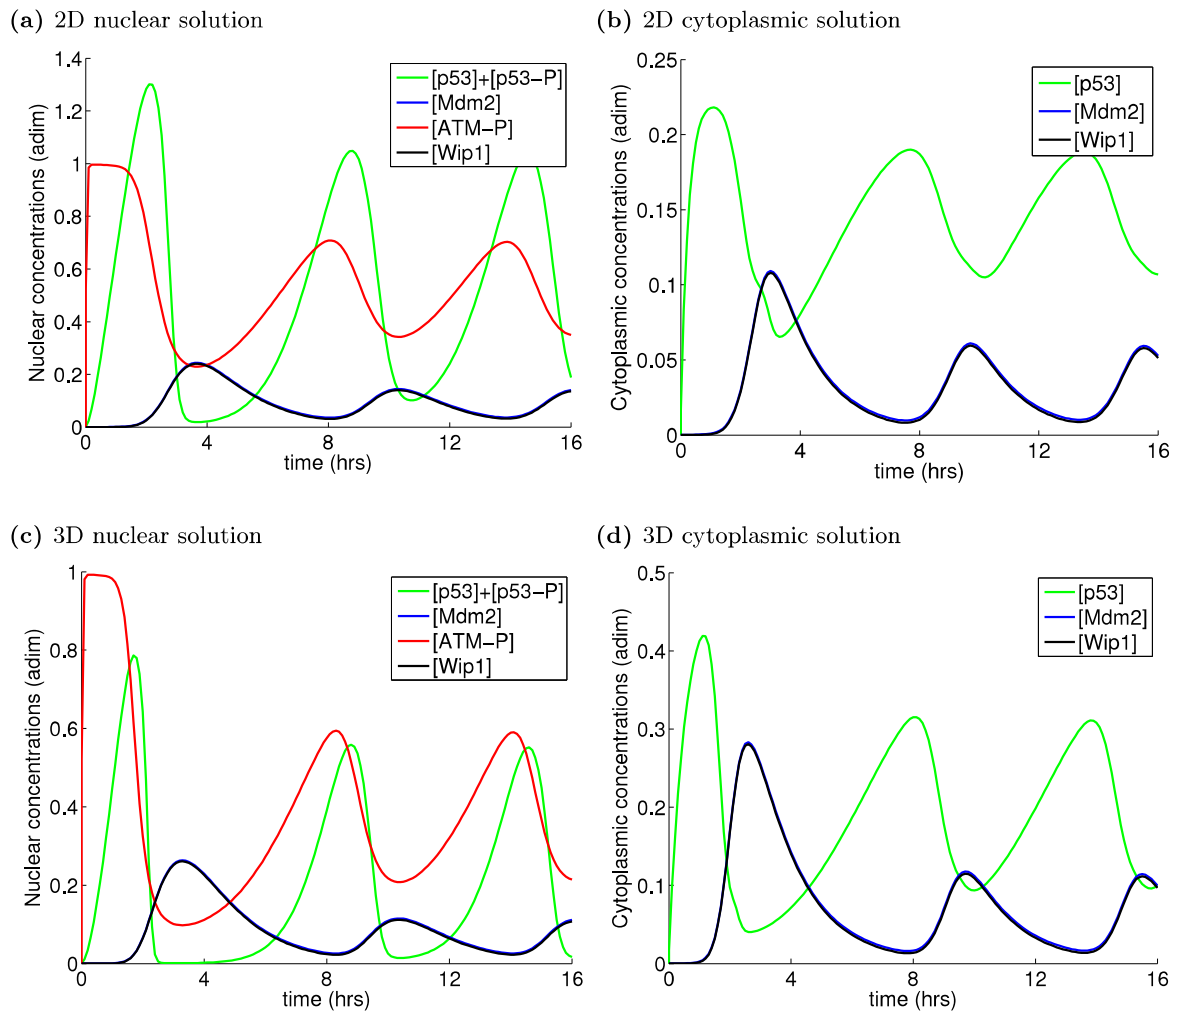 (a) 2D nuclear solution
Nuclear concentrations (adim)
1.4
1.2
1
0.8
0.6
0.4
0.2
0
[p53]+[p53-P]
[Mdm2]
[ATM-P]
[Wip1]
0 4 8 12 16
time (hrs)
(b) 2D cytoplasmic solution
Cytoplasmic concentrations (adim)
0.25
0.2
0.15
0.1
0.05
0
[p53]
[Mdm2]
[Wip1]
0 4 8 12 16
time (hrs)
(c) 3D nuclear solution
Nuclear concentrations (adim)
1
0.8
0.6
0.4
0.2
0
[p53]+[p53-P]
[Mdm2]
[ATM-P]
[Wip1]
0 4 8 12 16
time (hrs)
(d) 3D cytoplasmic solution
Cytoplasmic concentrations (adim)
0.5
0.4
0.3
0.2
0.1
0
[p53]
[Mdm2]
[Wip1]
0 4 8 12 16
time (hrs)